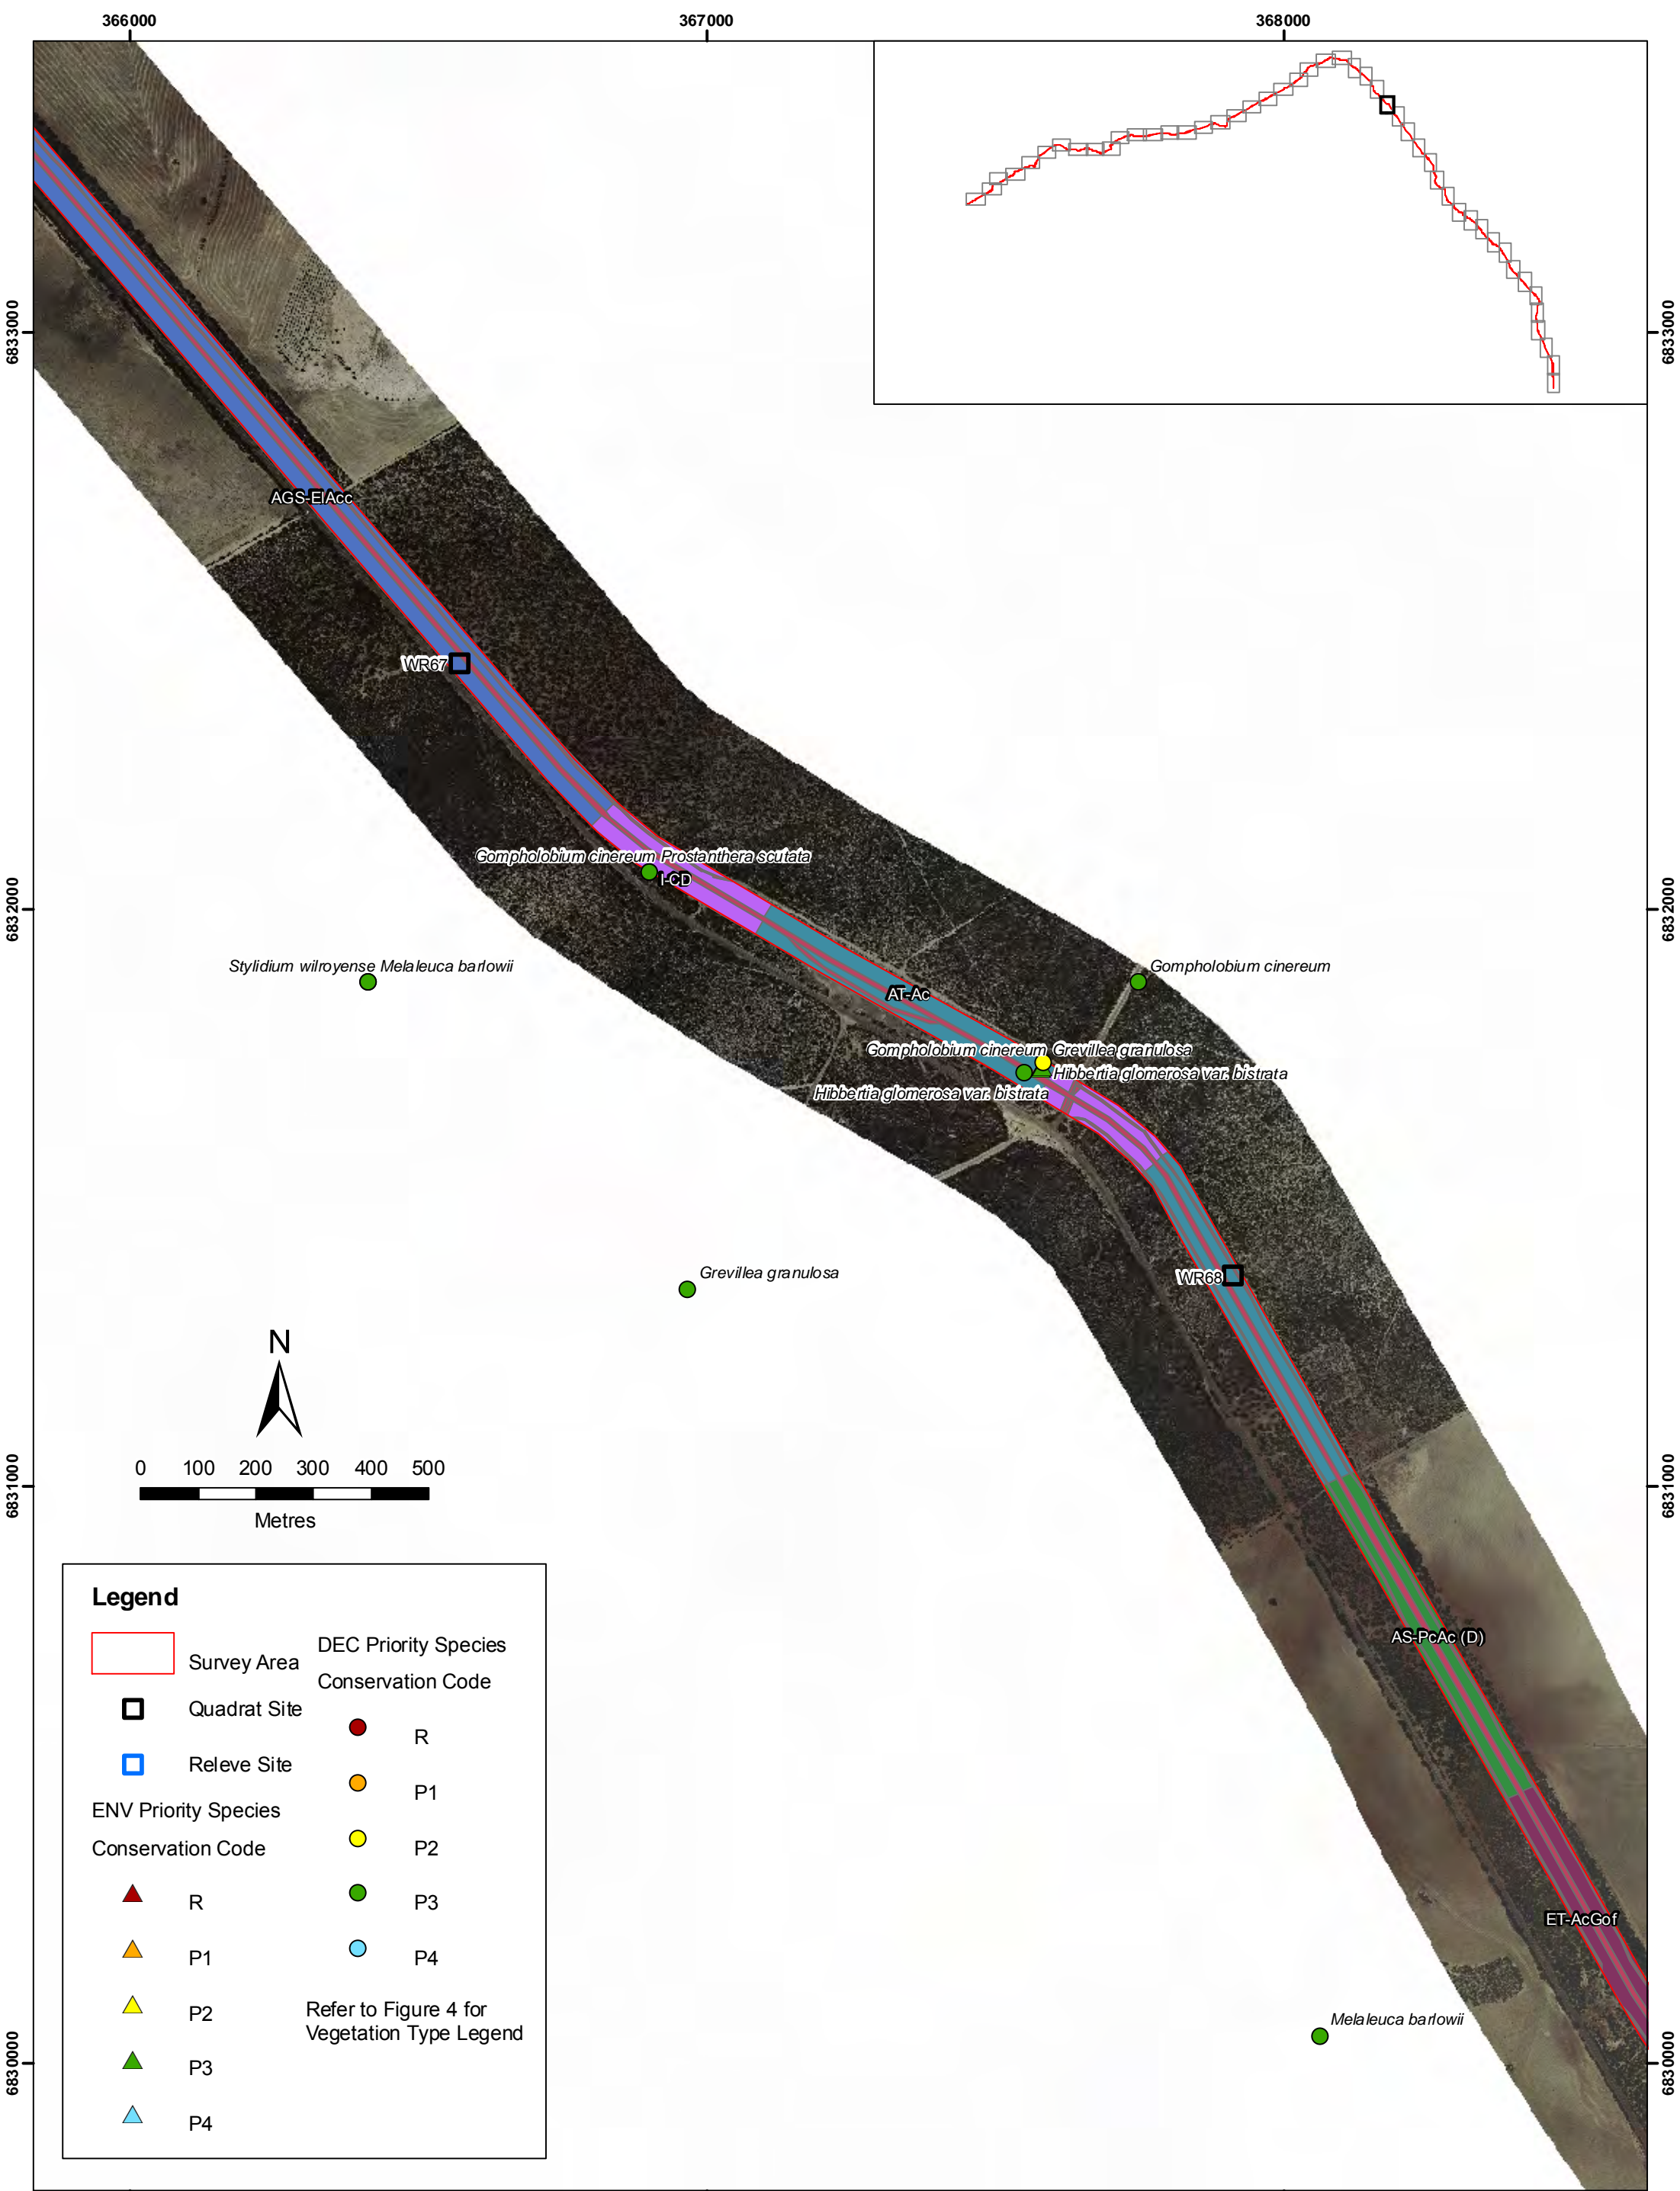 366000
367000
368000
6833000
6833000
AGS-ElAcc
WR67
Gompholobium cinereum Prostanthera scutata
I-CD
6832000
6832000
Stylidium wilroyense Melaleuca barlowii
Gompholobium cinereum
AT-Ac
Gompholobium cinereum Grevillea granulosa
Hibbertia glomerosa var. bistrata
Hibbertia glomerosa var. bistrata
Grevillea granulosa
WR68
N
0 100 200 300 400 500
Metres
6831000
6831000
AS-PcAc (D)
ET-AcGof
Melaleuca barlowii
6830000
6830000
Legend
Survey Area
Quadrat Site
Releve Site
ENV Priority Species
Conservation Code
R
P1
P2
P3
P4
DEC Priority Species
Conservation Code
R
P1
P2
P3
P4
Refer to Figure 4 for
Vegetation Type Legend